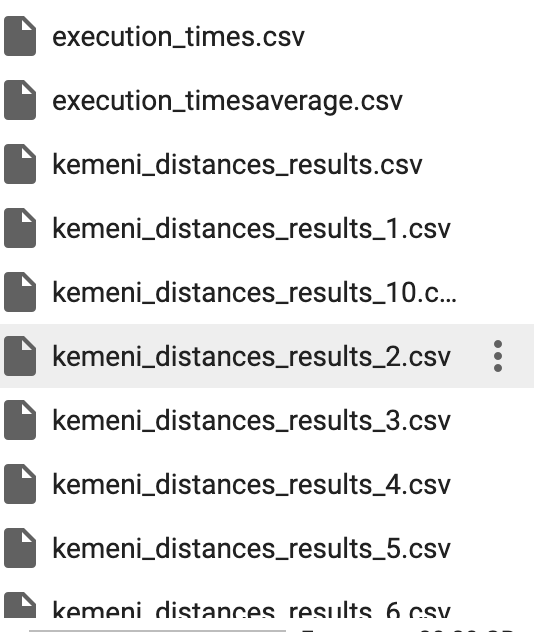 execution_times.csv
execution_timesaverage.csv
kemeni_distances_results.csv
kemeni_distances_results_1.csv
kemeni_distances_results_10.c...
kemeni_distances_results_2.csv
kemeni_distances_results_3.csv
kemeni_distances_results_4.csv
kemeni_distances_results_5.csv
kemeni_distances_results_6.csv